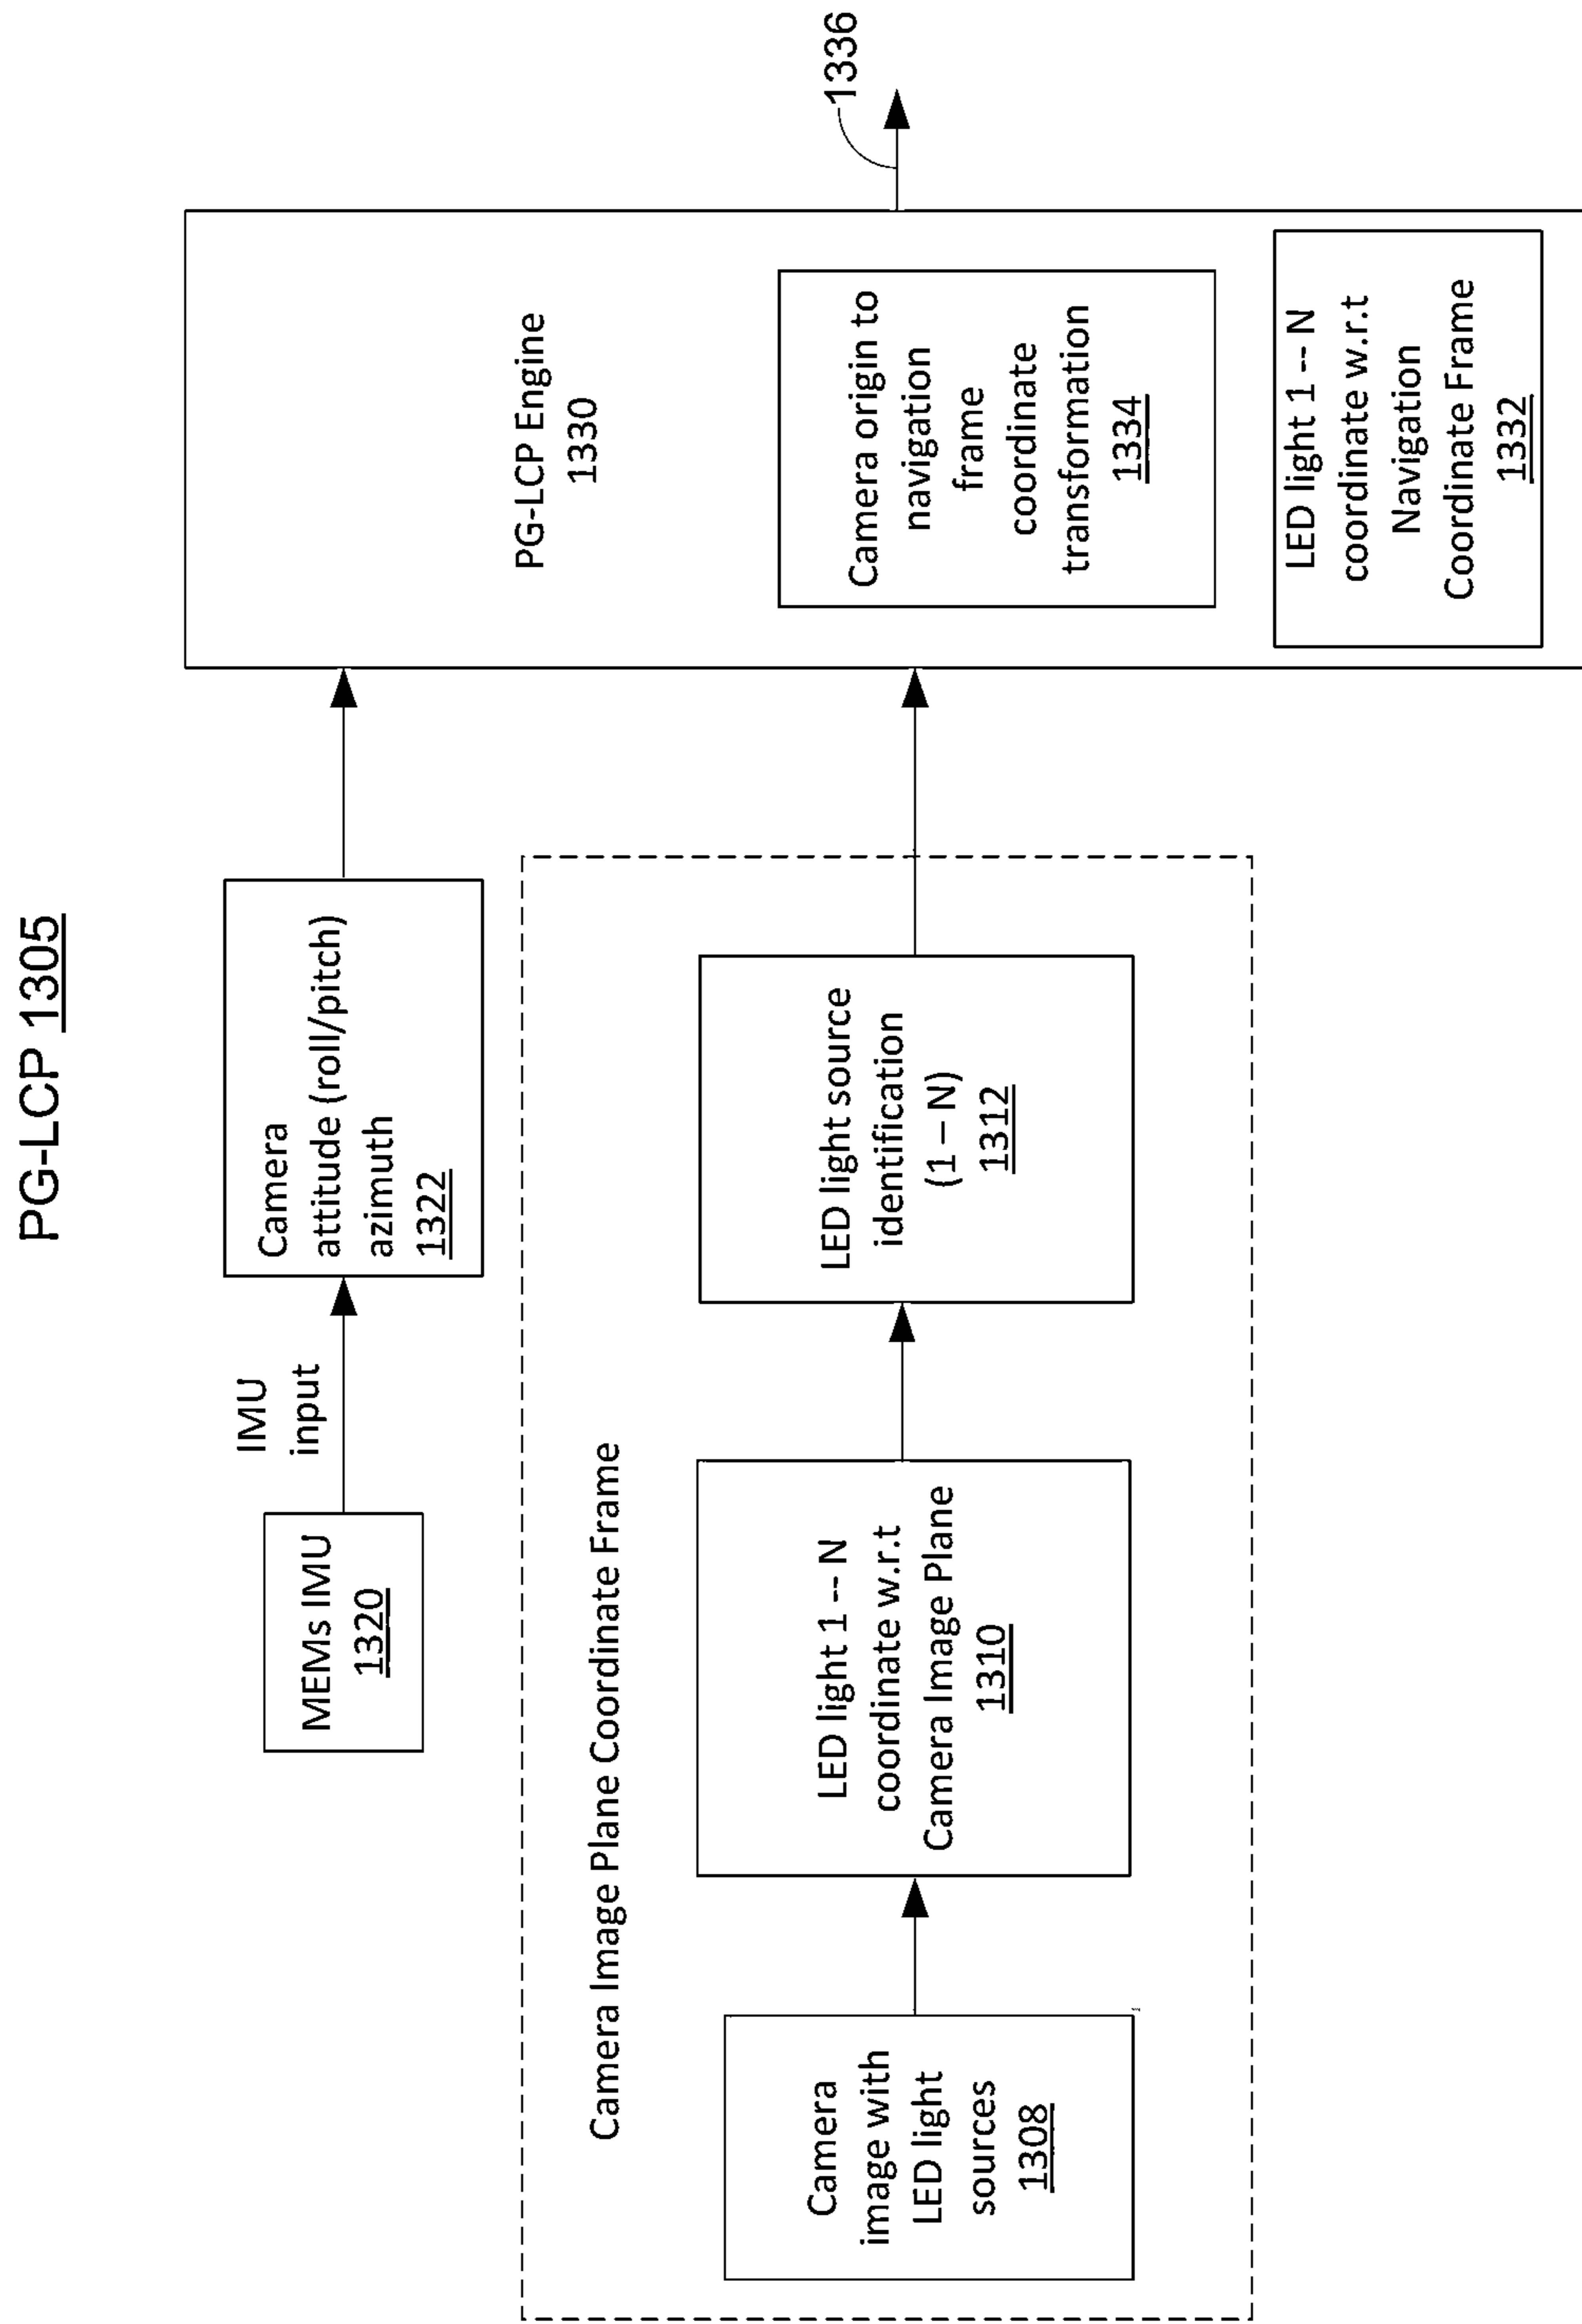 PG-LCP 1305
MEMs IMU
1320
IMU
input
Camera
attitude (roll/pitch)
azimuth
1322
Camera Image Plane Coordinate Frame
Camera
image with
LED light
sources
1308
LED light 1 -- N
coordinate w.r.t
Camera Image Plane
1310
LED light source
identification
(1 – N)
1312
PG-LCP Engine
1330
Camera origin to
navigation
frame
coordinate
transformation
1334
LED light 1 -- N
coordinate w.r.t
Navigation
Coordinate Frame
1332
1336